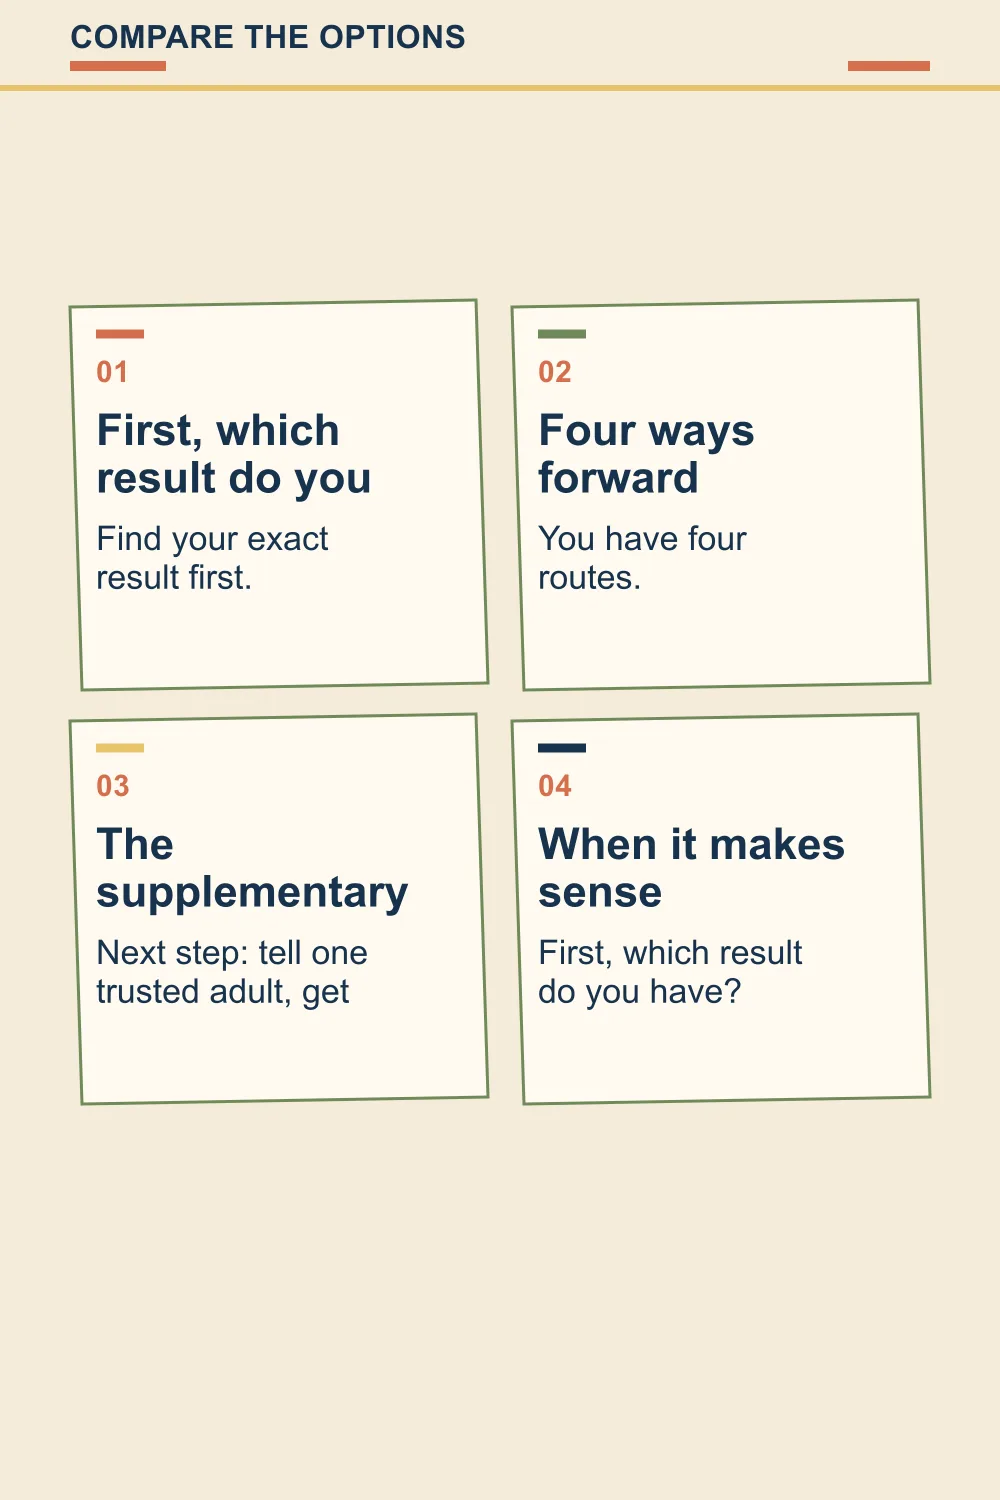 COMPARE THE OPTIONS
01
First, which
result do you
Find your exact
result first.
02
Four ways
forward
You have four
routes.
03
The
supplementary
Next step: tell one
trusted adult, get
04
When it makes
sense
First, which result
do you have?